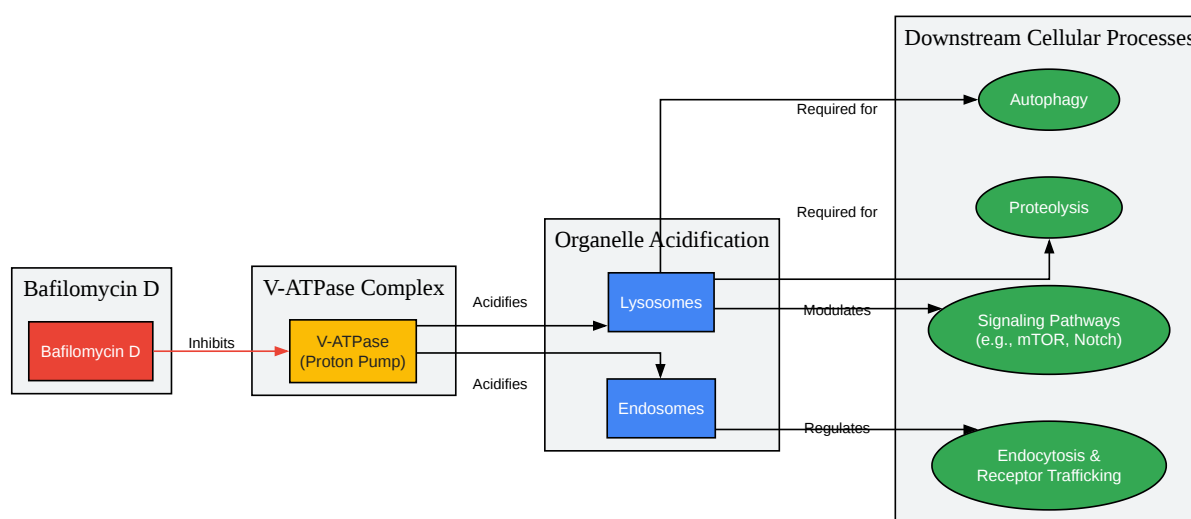 Bafilomycin D
Bafilomycin D
Inhibits
V-ATPase Complex
V-ATPase
(Proton Pump)
Acidifies
Acidifies
Organelle Acidification
Lysosomes
Endosomes
Required for
Required for
Modulates
Regulates
Downstream Cellular Processes
Autophagy
Proteolysis
Signaling Pathways
(e.g., mTOR, Notch)
Endocytosis &
Receptor Trafficking